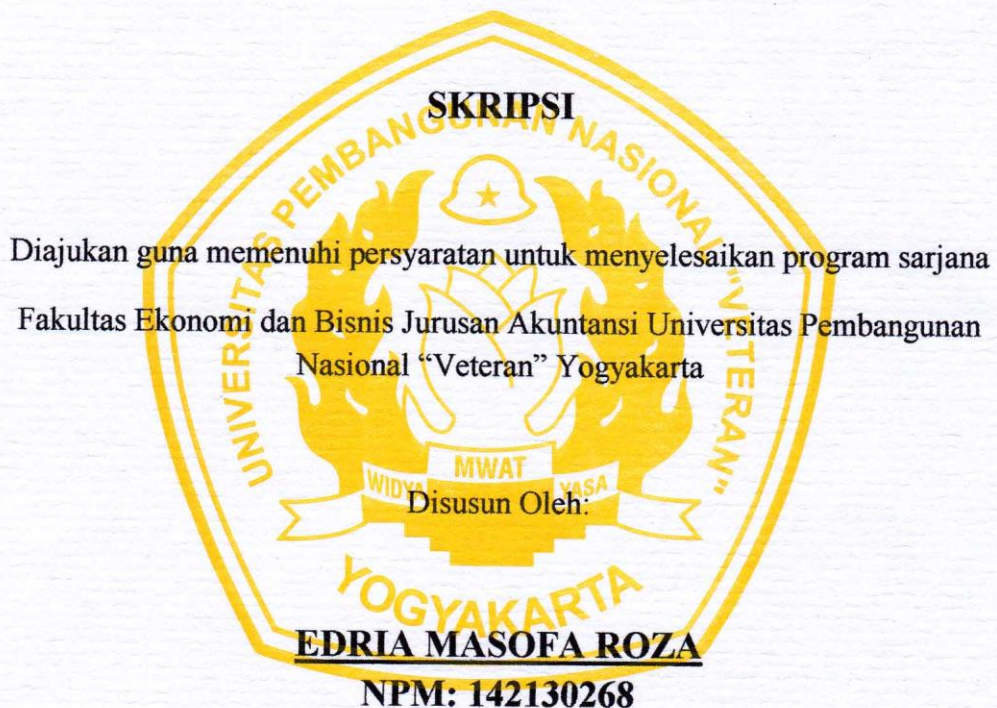 SKRIPSI
UNIVERSITAS PEMBANGUNAN NASIONAL "VETERAN"
Diajukan guna memenuhi persyaratan untuk menyelesaikan program sarjana
Fakultas Ekonomi dan Bisnis Jurusan Akuntansi Universitas Pembangunan
Nasional “Veteran” Yogyakarta
WIDYA MWAT YASA
Disusun Oleh:
YOGYAKARTA
EDRIA MASOFA ROZA
NPM: 142130268